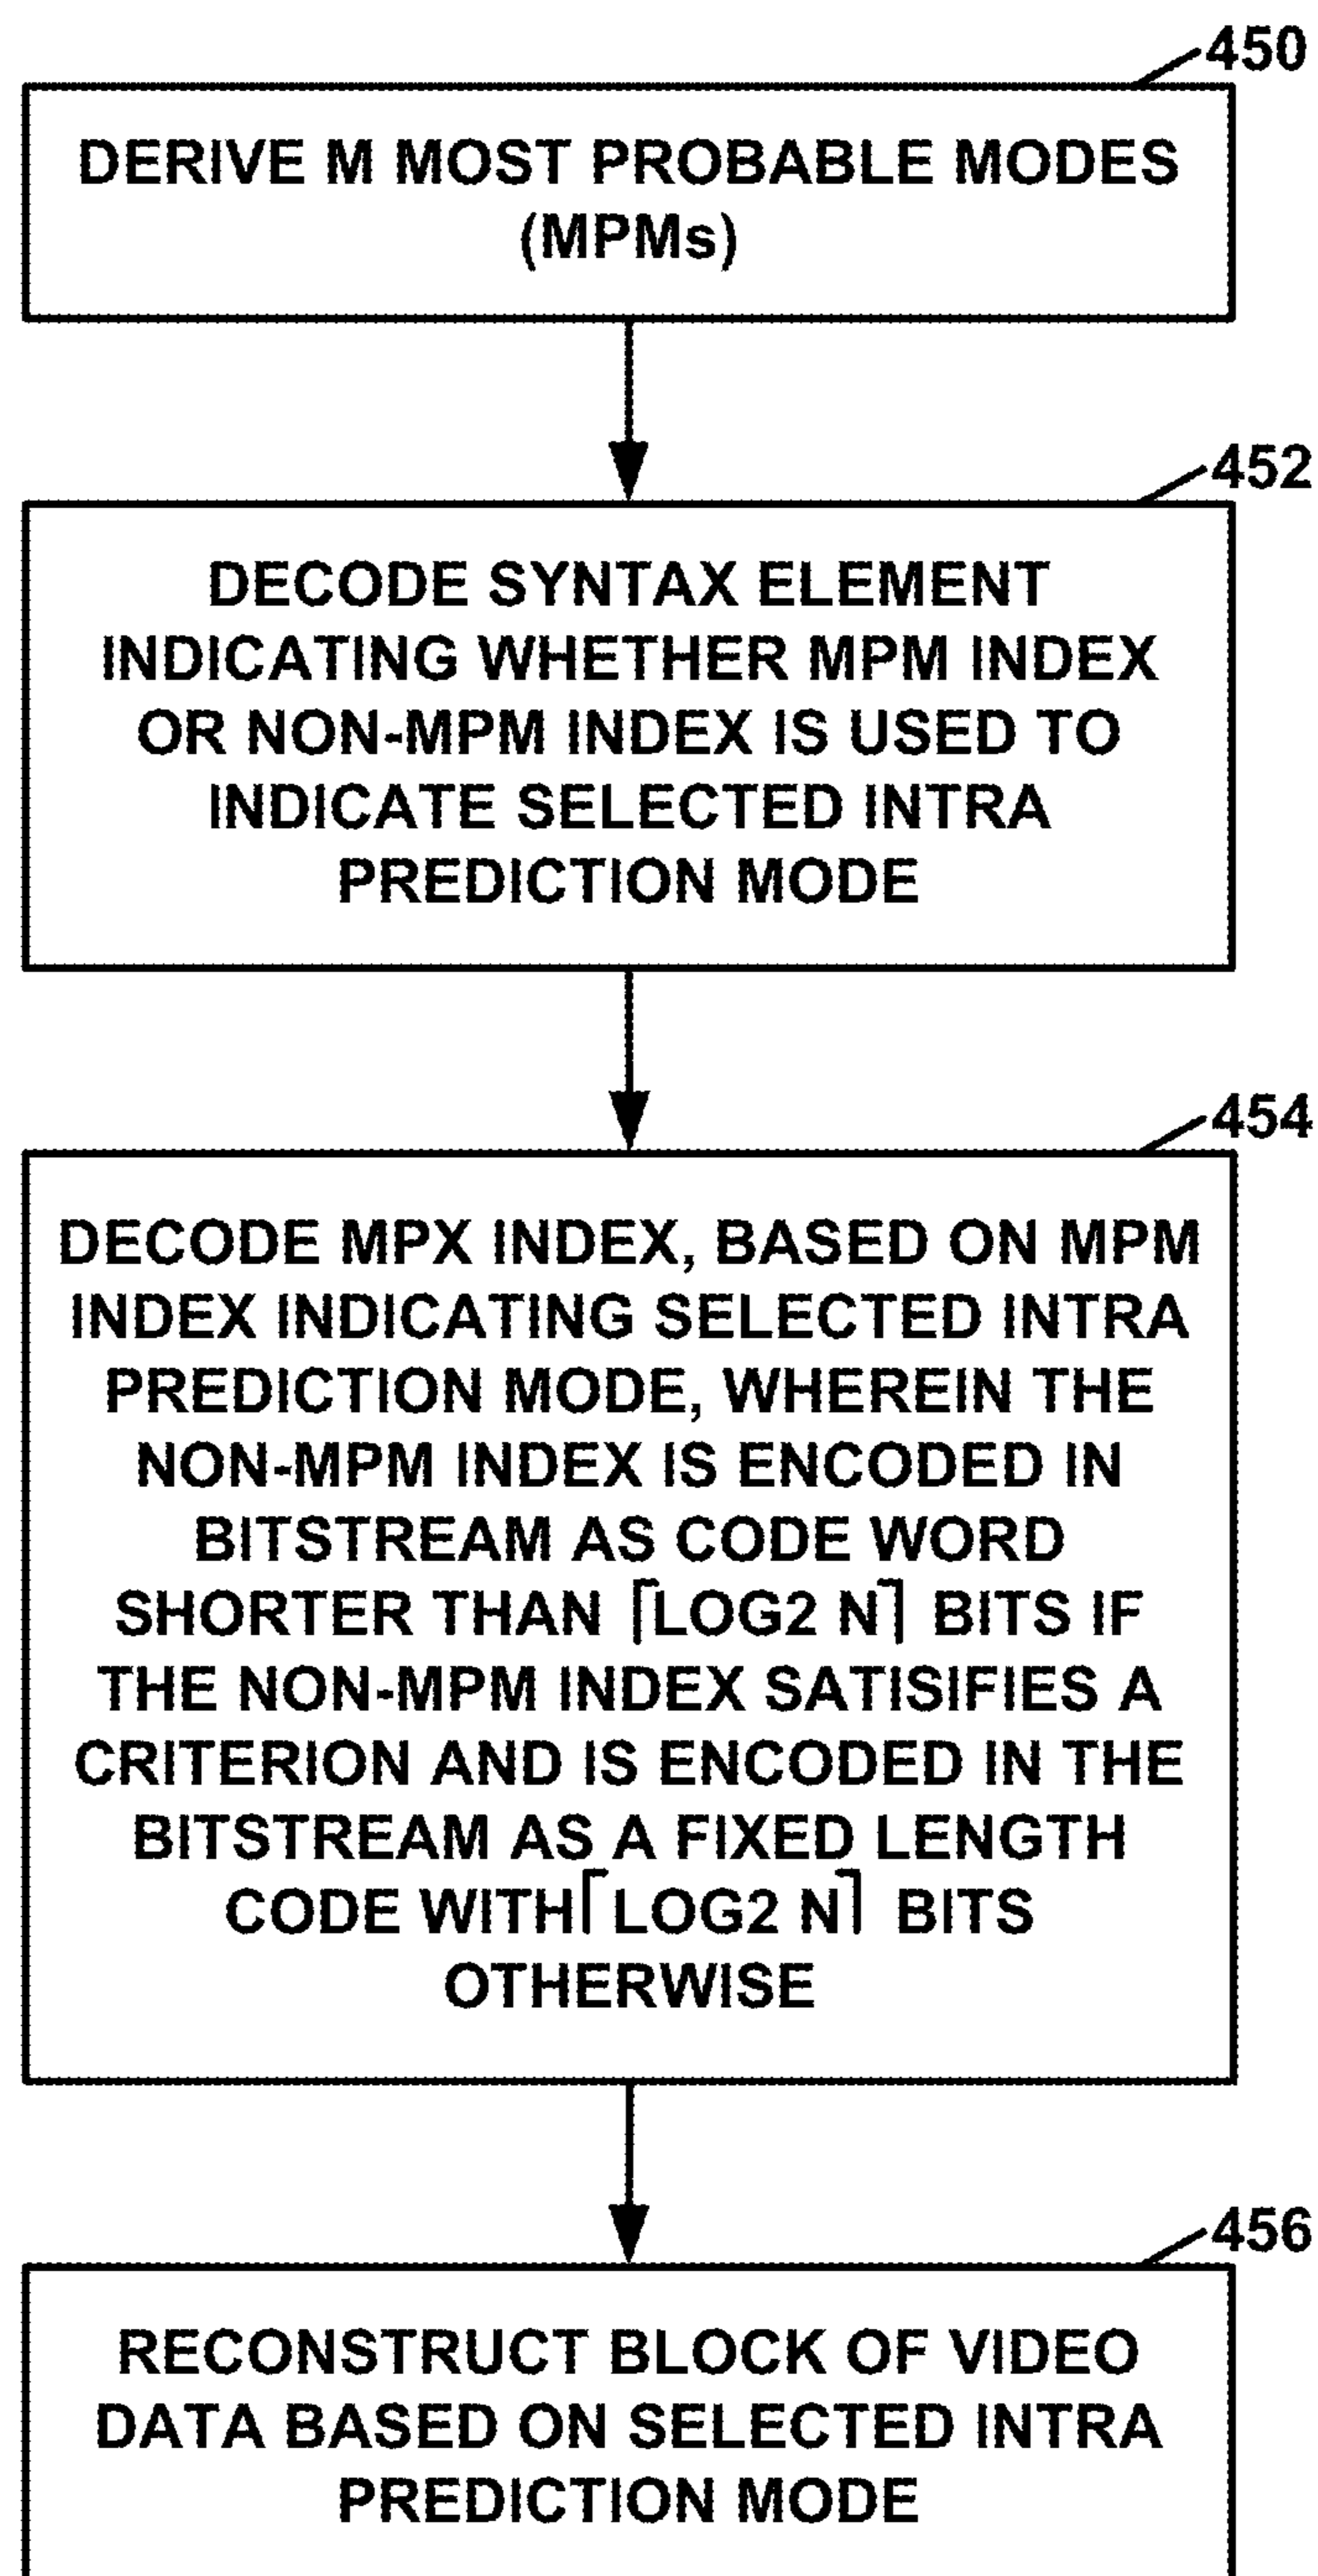 450
DERIVE M MOST PROBABLE MODES
(MPMs)
452
DECODE SYNTAX ELEMENT
INDICATING WHETHER MPM INDEX
OR NON-MPM INDEX IS USED TO
INDICATE SELECTED INTRA
PREDICTION MODE
454
DECODE MPX INDEX, BASED ON MPM
INDEX INDICATING SELECTED INTRA
PREDICTION MODE, WHEREIN THE
NON-MPM INDEX IS ENCODED IN
BITSTREAM AS CODE WORD
SHORTER THAN ⌈LOG2 N⌉ BITS IF
THE NON-MPM INDEX SATISIFIES A
CRITERION AND IS ENCODED IN THE
BITSTREAM AS A FIXED LENGTH
CODE WITH⌈LOG2 N⌉ BITS
OTHERWISE
456
RECONSTRUCT BLOCK OF VIDEO
DATA BASED ON SELECTED INTRA
PREDICTION MODE